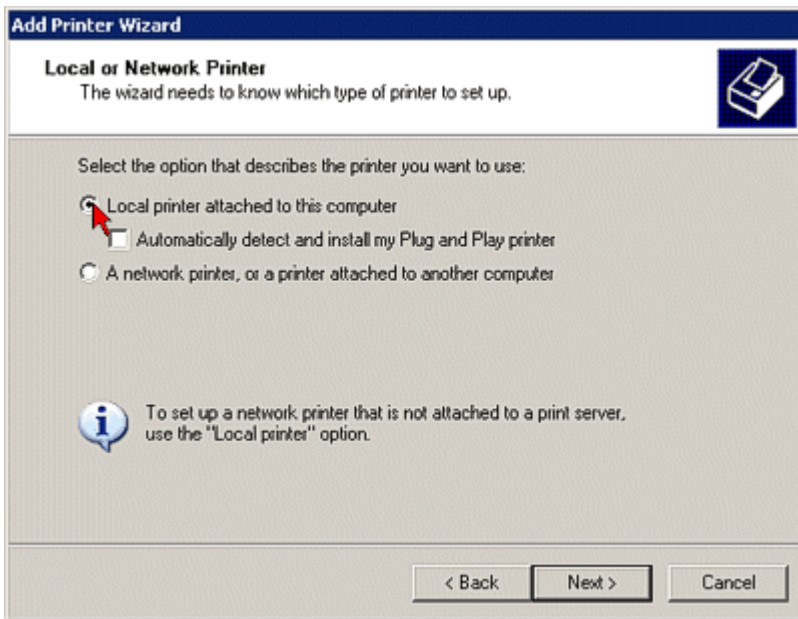 Add Printer Wizard
Local or Network Printer
The wizard needs to know which type of printer to set up.
Select the option that describes the printer you want to use:
Local printer attached to this computer
Automatically detect and install my Plug and Play printer
A network printer, or a printer attached to another computer
To set up a network printer that is not attached to a print server,
use the "Local printer" option.
< Back Next > Cancel